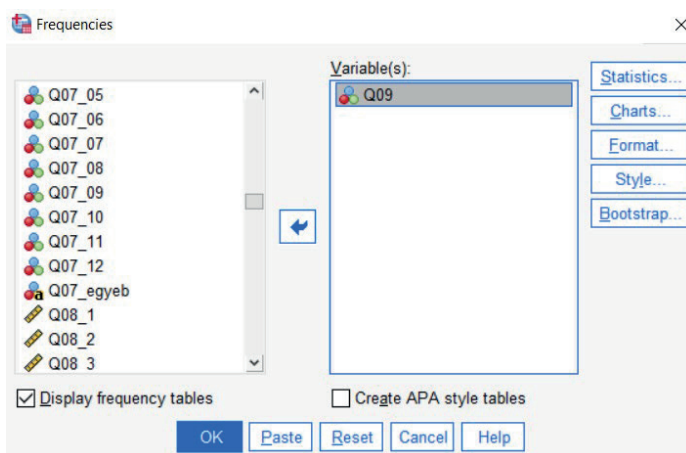 Frequencies
Variable(s):
Q07_05
Q07_06
Q07_07
Q07_08
Q07_09
Q07_10
Q07_11
Q07_12
Q07_egyeb
Q08_1
Q08_2
Q08_3
Q09
Statistics...
Charts...
Format...
Style...
Bootstrap...
Display frequency tables
Create APA style tables
OK
Paste
Reset
Cancel
Help